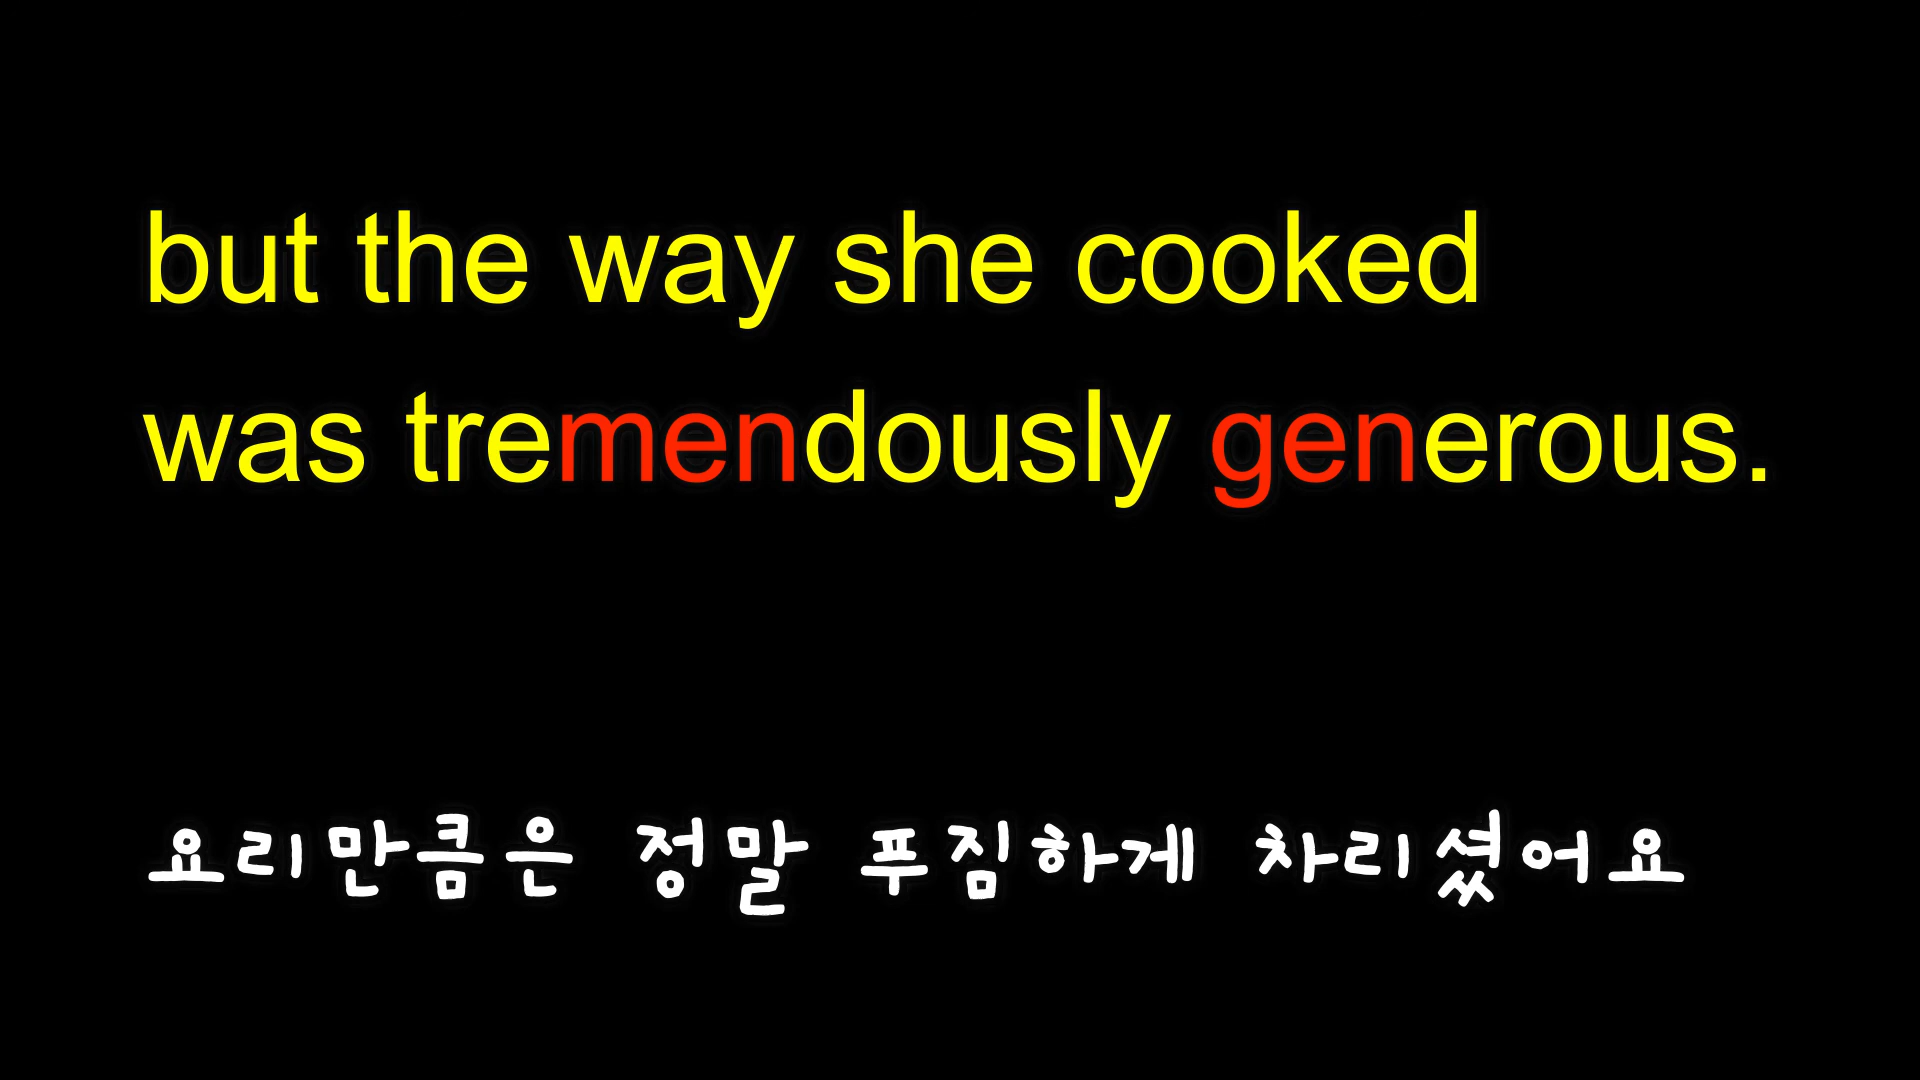 but the way she cooked
was tremendously generous.
요리만큼은 정말 푸짐하게 차리셨어요